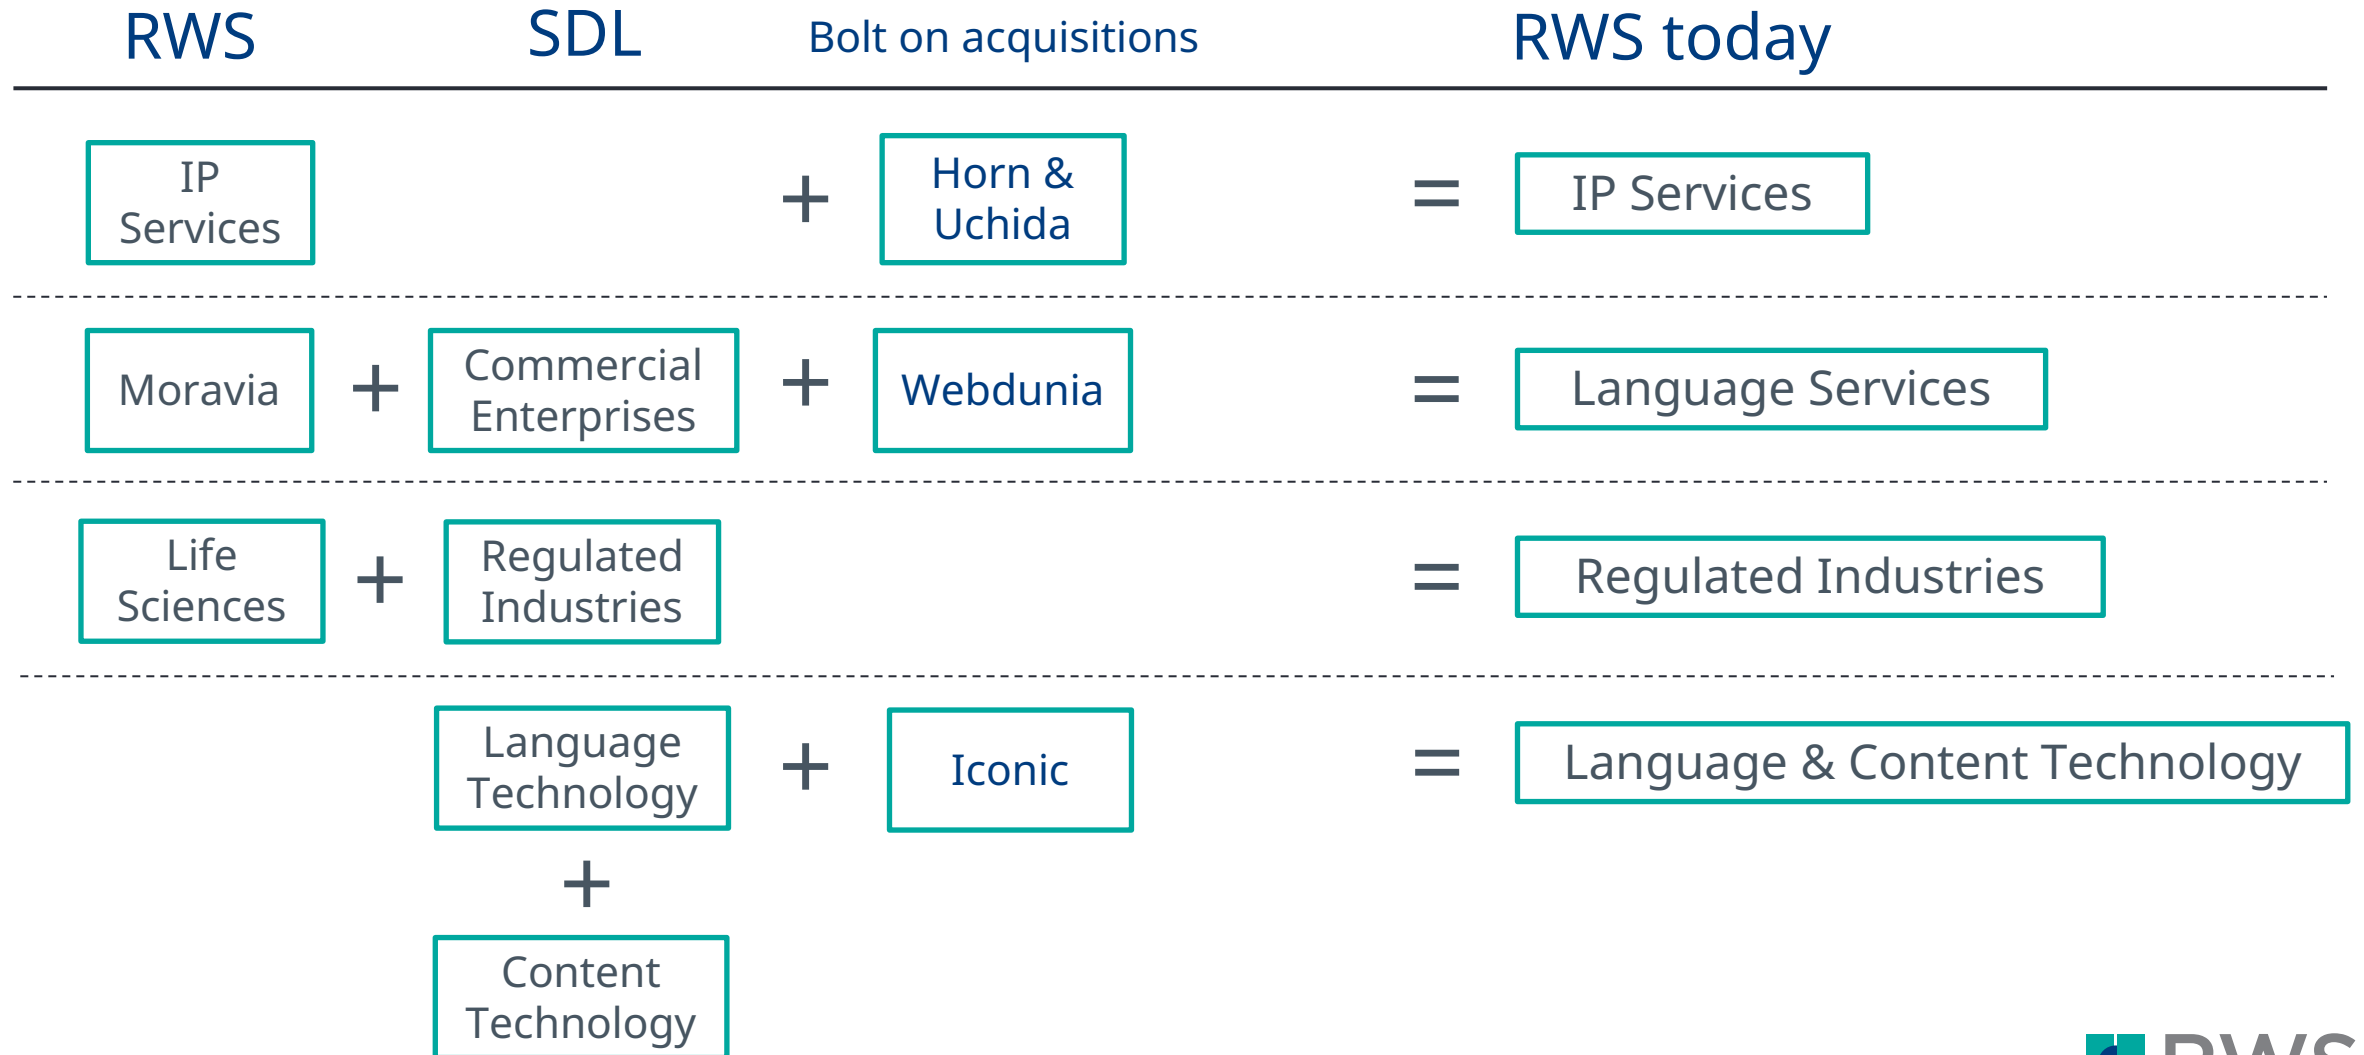 RWS SDL Bolt on acquisitions RWS today
IP
Services
+
Horn &
Uchida
= IP Services
Moravia + Commercial
Enterprises
+ Webdunia = Language Services
Life
Sciences
+ Regulated
Industries
= Regulated Industries
Language
Technology
+ Iconic = Language & Content Technology
+
Content
Technology
RWS